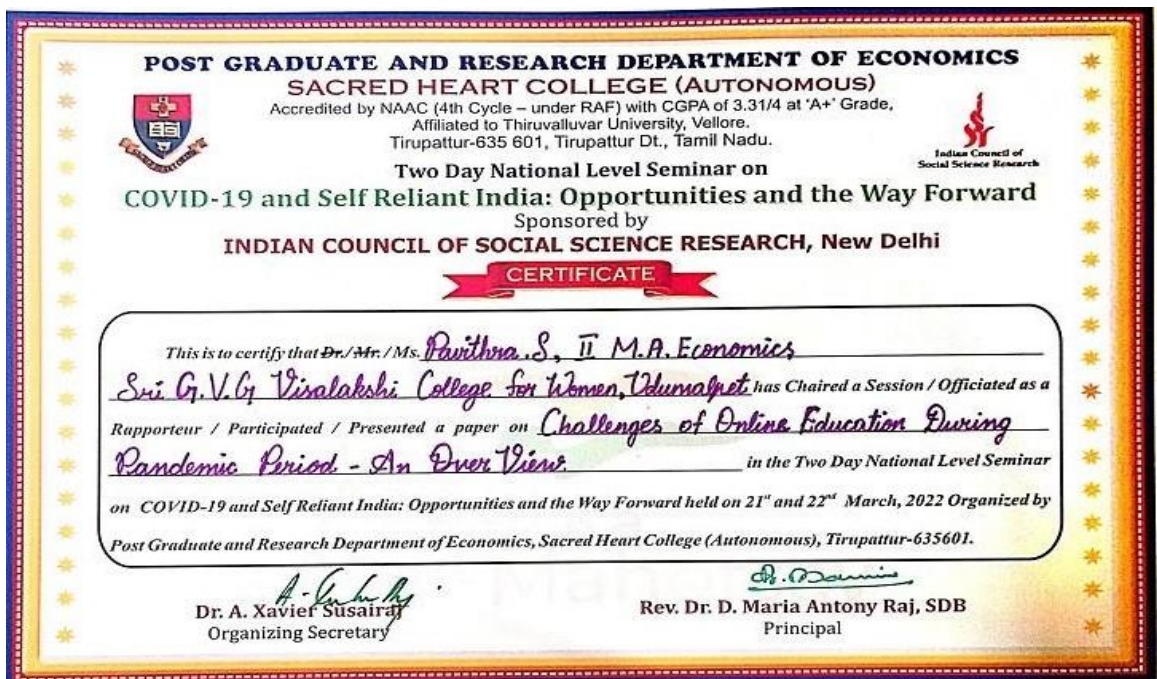 POST GRADUATE AND RESEARCH DEPARTMENT OF ECONOMICS
SACRED HEART COLLEGE (AUTONOMOUS)
Accredited by NAAC (4th Cycle – under RAF) with CGPA of 3.31/4 at 'A+' Grade,
Affiliated to Thiruvalluvar University, Vellore.
Tirupattur-635 601, Tirupattur Dt., Tamil Nadu.
Indian Council of
Social Science Research
Two Day National Level Seminar on
COVID-19 and Self Reliant India: Opportunities and the Way Forward
Sponsored by
INDIAN COUNCIL OF SOCIAL SCIENCE RESEARCH, New Delhi
CERTIFICATE
This is to certify that Dr./Mr./Ms. Pavithra.S, II M.A. Economics
Sri G.V.G Visalakshi College for Women, Udumalpet has Chaired a Session / Officiated as a
Rapporteur / Participated / Presented a paper on Challenges of Online Education During
Pandemic Period - An Over View in the Two Day National Level Seminar
on COVID-19 and Self Reliant India: Opportunities and the Way Forward held on 21st and 22nd March, 2022 Organized by
Post Graduate and Research Department of Economics, Sacred Heart College (Autonomous), Tirupattur-635601.
Dr. A. Xavier Susairaj
Organizing Secretary
Rev. Dr. D. Maria Antony Raj, SDB
Principal